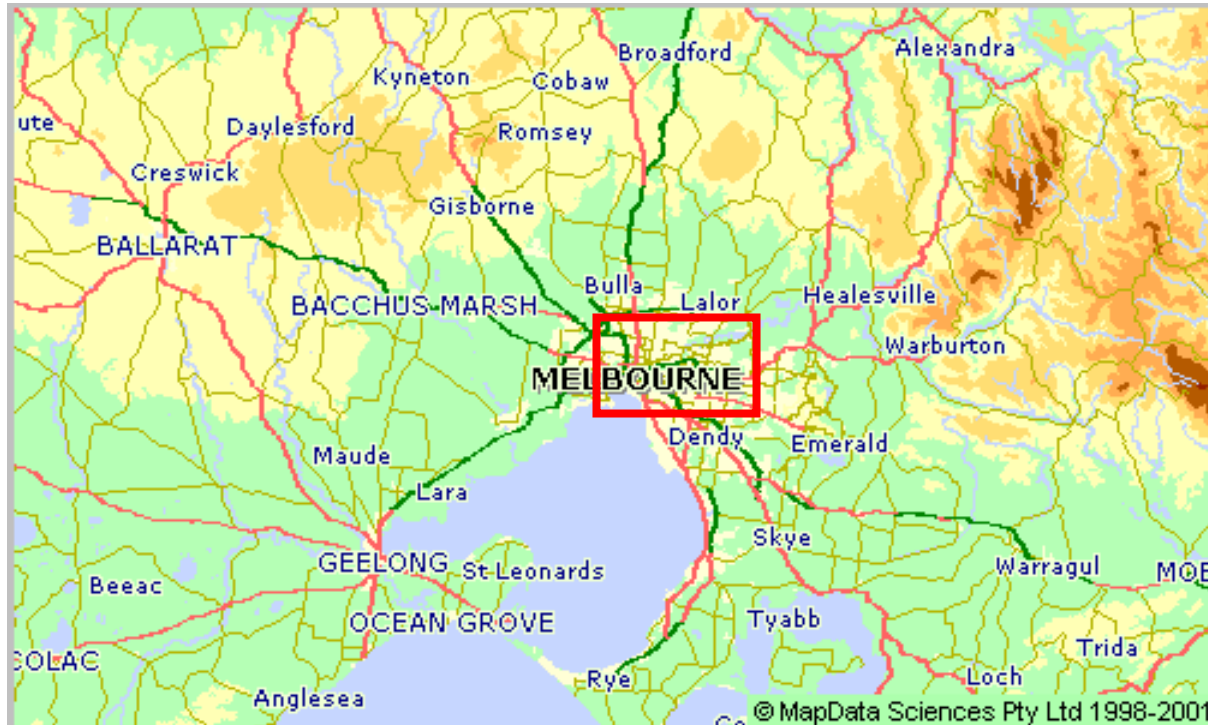 Broadford
Alexandra
Kyneton
Cobaw
ute
Daylesford
Romsey
Creswick
Gisborne
BALLARAT
Bulla
BACCHUS MARSH
Lalor
Healesville
Warburton
MELBOURNE
Dendy
Emerald
Maude
Lara
Skye
GEELONG
St Leonards
Warragul
MOE
Beeac
OCEAN GROVE
Tyabb
Trida
COLAC
Loch
Rye
Anglesea
Co
© MapData Sciences Pty Ltd 1998-2001